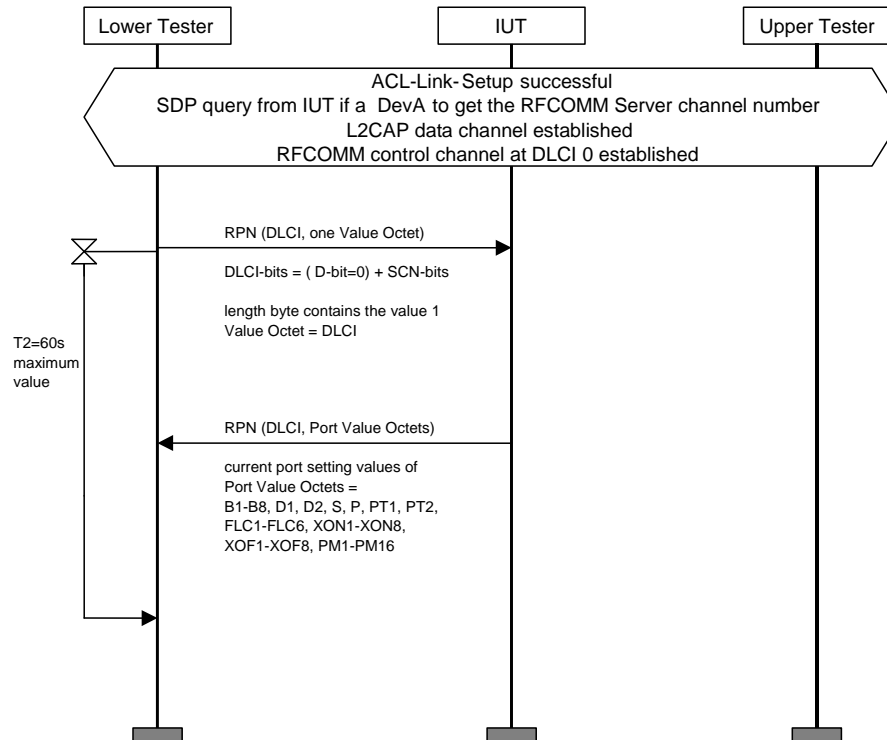 Lower Tester
IUT
Upper Tester
ACL-Link-Setup successful
SDP query from IUT if a DevA to get the RFCOMM Server channel number
L2CAP data channel established
RFCOMM control channel at DLCI 0 established
RPN (DLCI, one Value Octet)
DLCI-bits = ( D-bit=0) + SCN-bits
length byte contains the value 1
Value Octet = DLCI
T2=60s
maximum
value
RPN (DLCI, Port Value Octets)
current port setting values of
Port Value Octets =
B1-B8, D1, D2, S, P, PT1, PT2,
FLC1-FLC6, XON1-XON8,
XOF1-XOF8, PM1-PM16